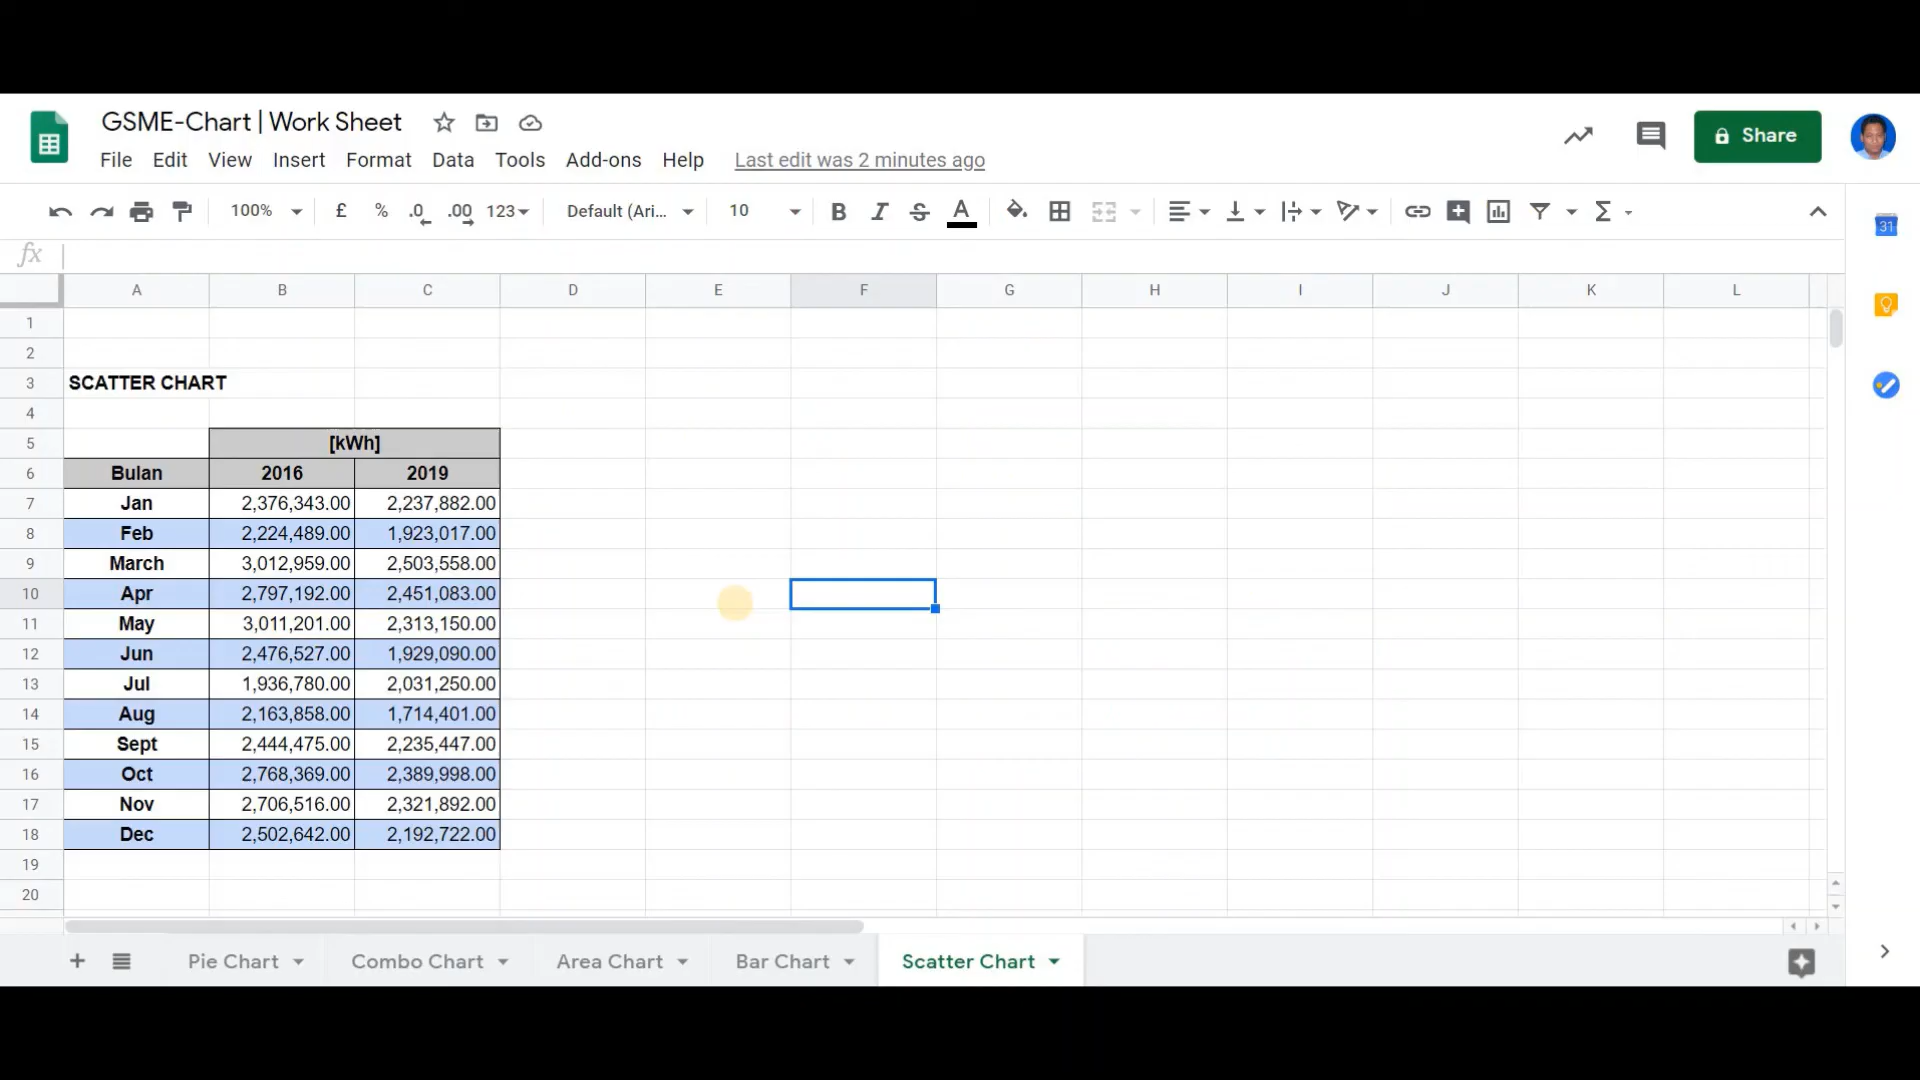 GSME-Chart | Work Sheet
Share
File Edit View Insert Format Data Tools Add-ons Help Last edit was 2 minutes ago
100% £ % .0 .00 123 Default (Ari... 10 B I S A Σ
31
fx
A B C D E F G H I J K L
1
2
3 SCATTER CHART
4
5 [kWh]
6 Bulan 2016 2019
7 Jan 2,376,343.00 2,237,882.00
8 Feb 2,224,489.00 1,923,017.00
9 March 3,012,959.00 2,503,558.00
10 Apr 2,797,192.00 2,451,083.00
11 May 3,011,201.00 2,313,150.00
12 Jun 2,476,527.00 1,929,090.00
13 Jul 1,936,780.00 2,031,250.00
14 Aug 2,163,858.00 1,714,401.00
15 Sept 2,444,475.00 2,235,447.00
16 Oct 2,768,369.00 2,389,998.00
17 Nov 2,706,516.00 2,321,892.00
18 Dec 2,502,642.00 2,192,722.00
19
20
Pie Chart Combo Chart Area Chart Bar Chart Scatter Chart